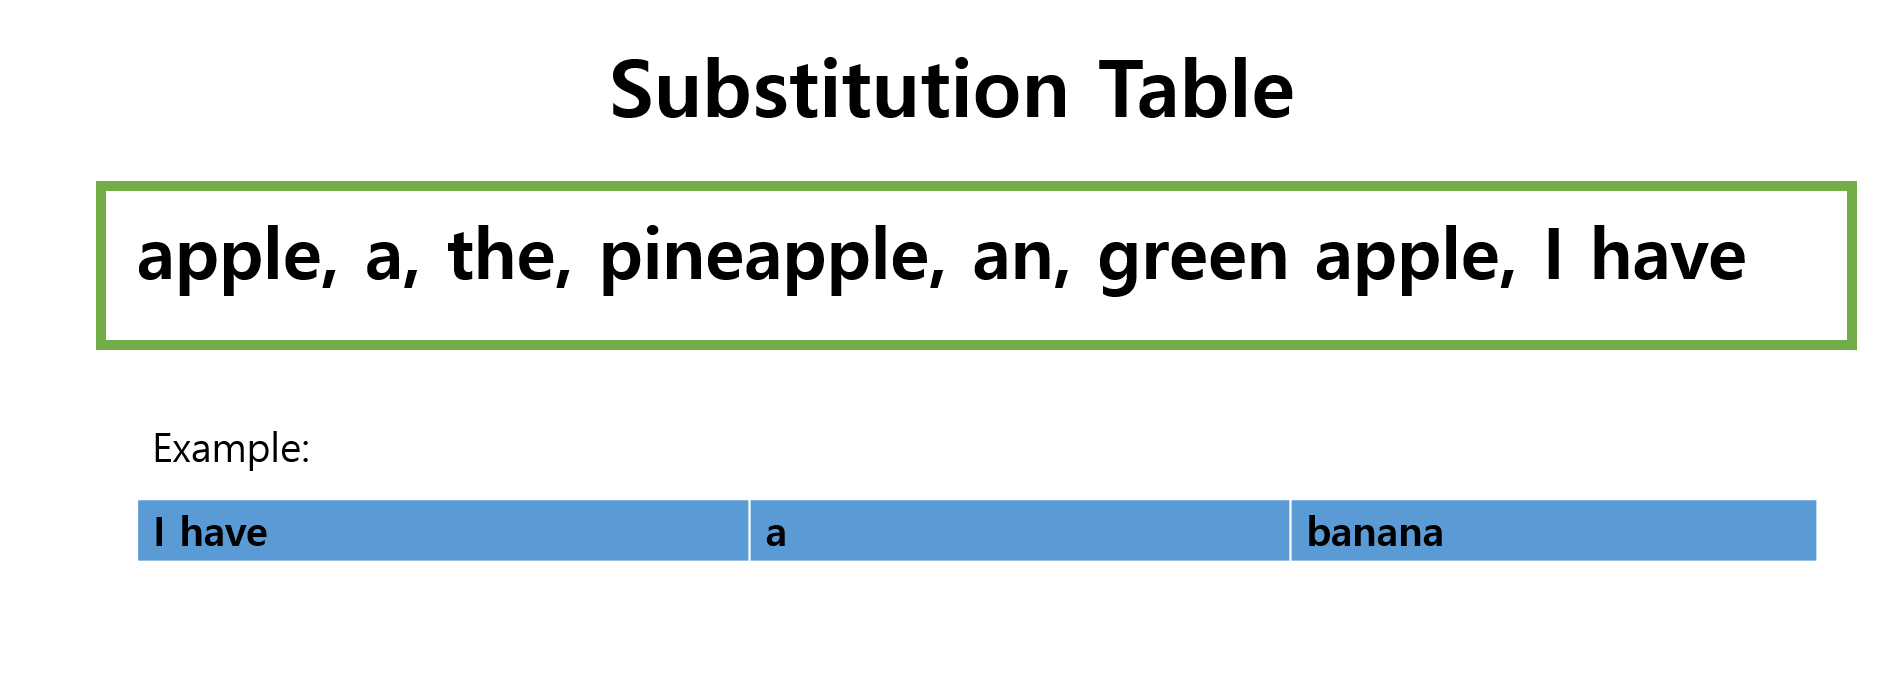 Substitution Table
apple, a, the, pineapple, an, green apple, I have
Example:
I have a banana